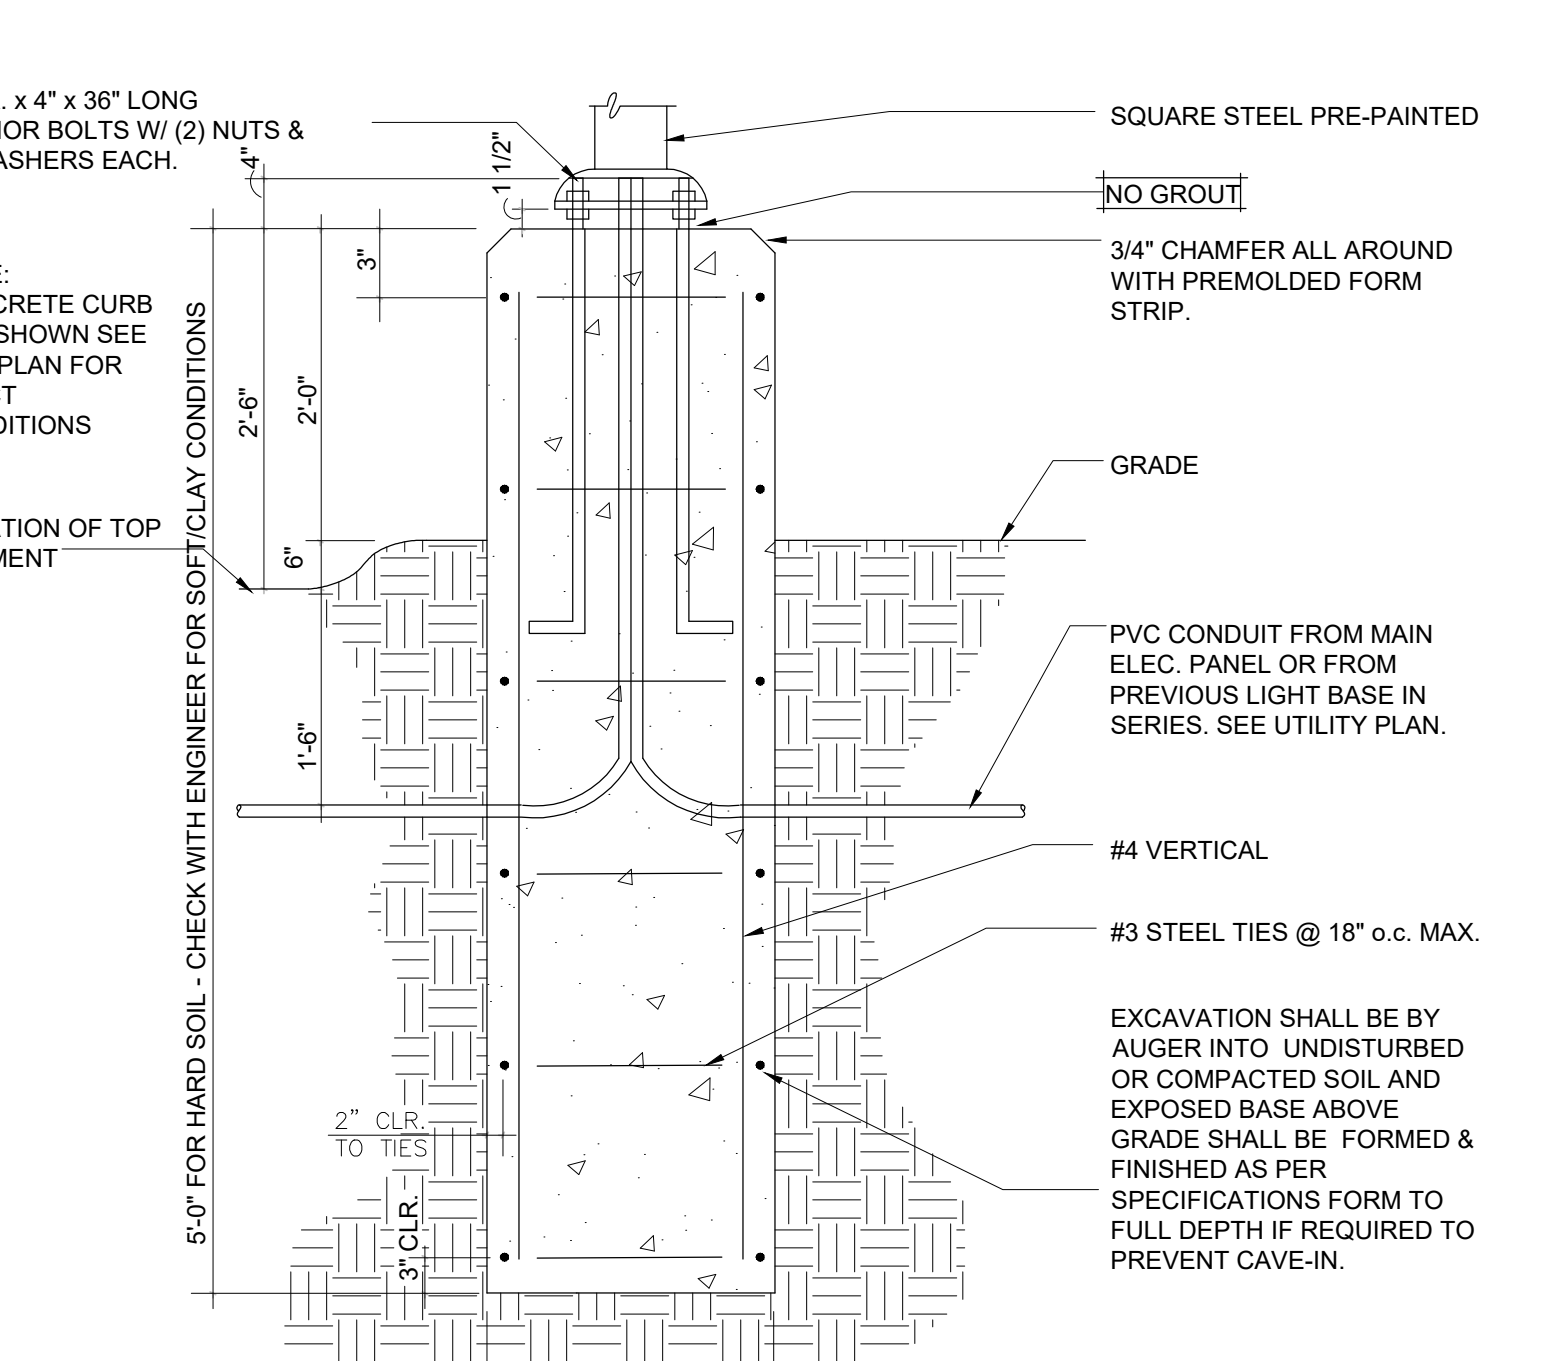 . x 4" x 36" LONG
OR BOLTS W/ (2) NUTS &
ASHERS EACH.
4"
1 1/2"
SQUARE STEEL PRE-PAINTED
NO GROUT
3/4" CHAMFER ALL AROUND
WITH PREMOLDED FORM
STRIP.
3"
E:
CRETE CURB
SHOWN SEE
PLAN FOR
CT
DITIONS
2'-6"
2'-0"
GRADE
ATION OF TOP
MENT
6"
1'-6"
5'-0" FOR HARD SOIL - CHECK WITH ENGINEER FOR SOFT/CLAY CONDITIONS
PVC CONDUIT FROM MAIN
ELEC. PANEL OR FROM
PREVIOUS LIGHT BASE IN
SERIES. SEE UTILITY PLAN.
#4 VERTICAL
#3 STEEL TIES @ 18" o.c. MAX.
EXCAVATION SHALL BE BY
AUGER INTO UNDISTURBED
OR COMPACTED SOIL AND
EXPOSED BASE ABOVE
GRADE SHALL BE FORMED &
FINISHED AS PER
SPECIFICATIONS FORM TO
FULL DEPTH IF REQUIRED TO
PREVENT CAVE-IN.
2" CLR.
TO TIES
3" CLR.